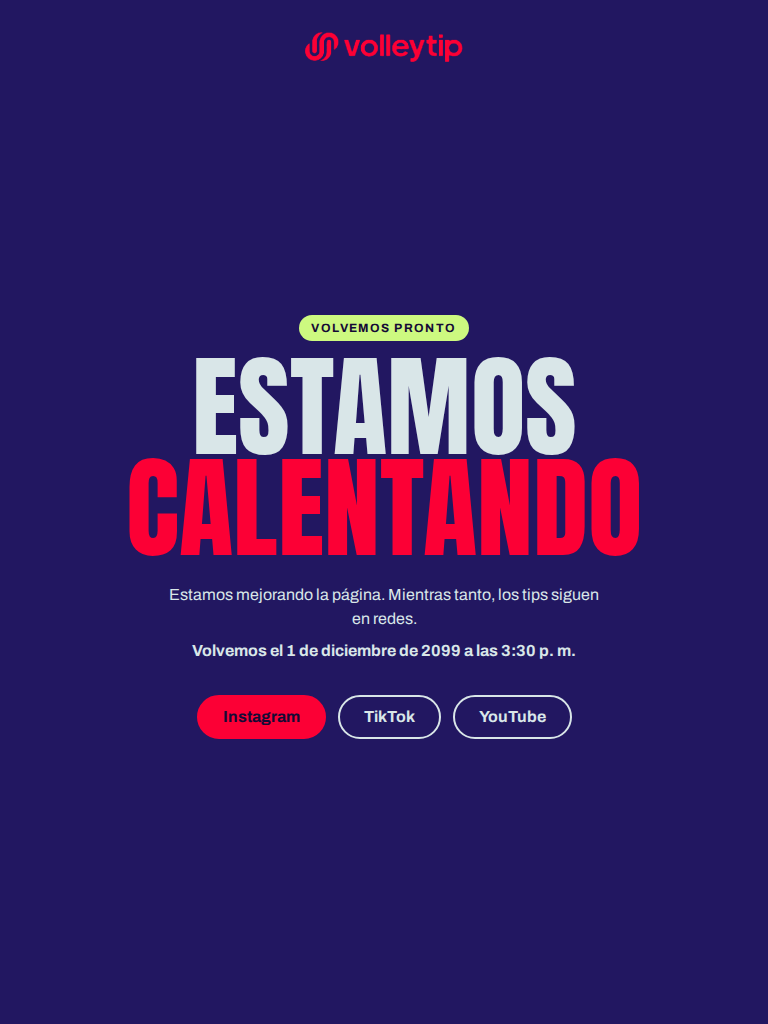 volleytip
VOLVEMOS PRONTO
ESTAMOS
CALENTANDO
Estamos mejorando la página. Mientras tanto, los tips siguen
en redes.
Volvemos el 1 de diciembre de 2099 a las 3:30 p. m.
Instagram
TikTok
YouTube